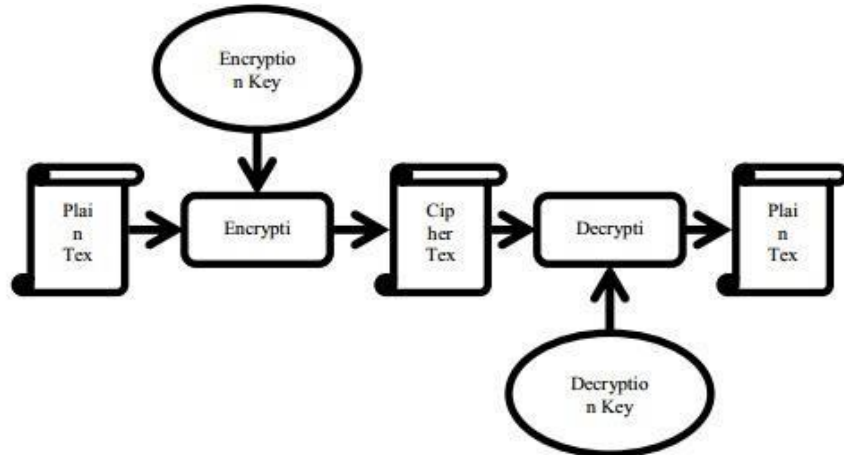 Encryptio
n Key
Plai
n
Tex
Encrypti
Cip
her
Tex
Decrypti
Plai
n
Tex
Decryptio
n Key